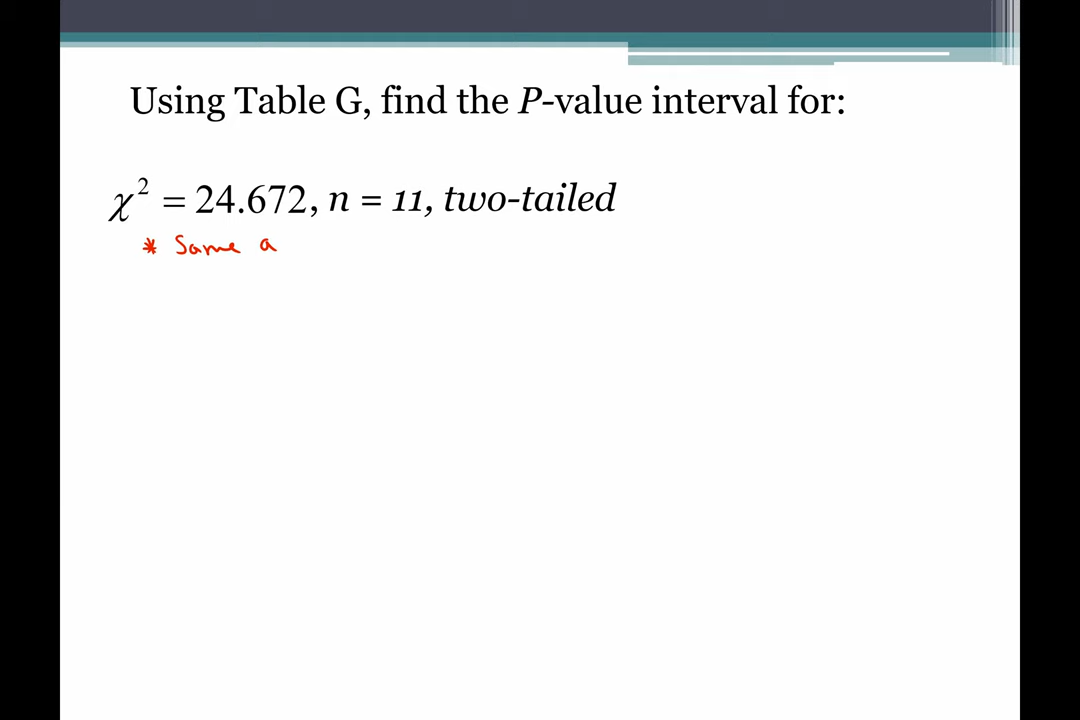 Using Table G, find the P-value interval for:
χ² = 24.672, n = 11, two-tailed
* Same a